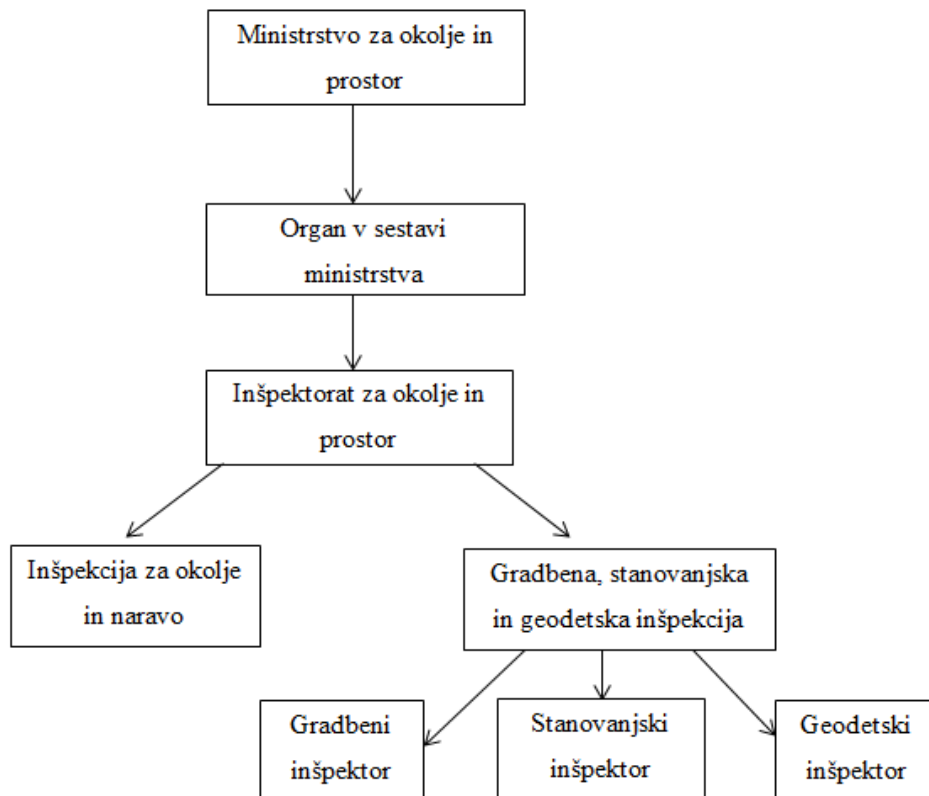 Ministrstvo za okolje in
prostor
Organ v sestavi
ministrstva
Inšpektorat za okolje in
prostor
Inšpekcija za okolje
in naravo
Gradbena, stanovanjska
in geodetska inšpekcija
Gradbeni
inšpektor
Stanovanjski
inšpektor
Geodetski
inšpektor